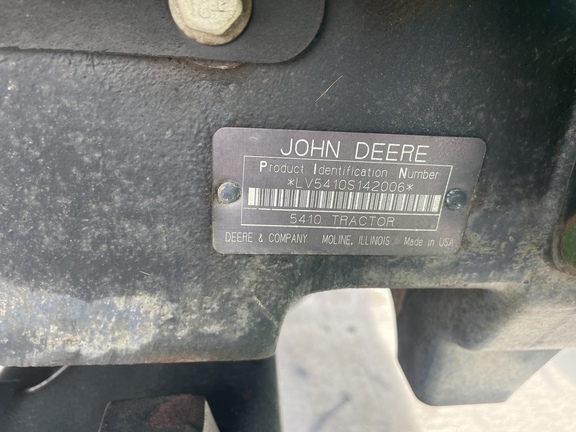 JOHN DEERE
Product Identification Number
*LV5410S142006*
5410 TRACTOR
DEERE & COMPANY MOLINE, ILLINOIS Made in USA